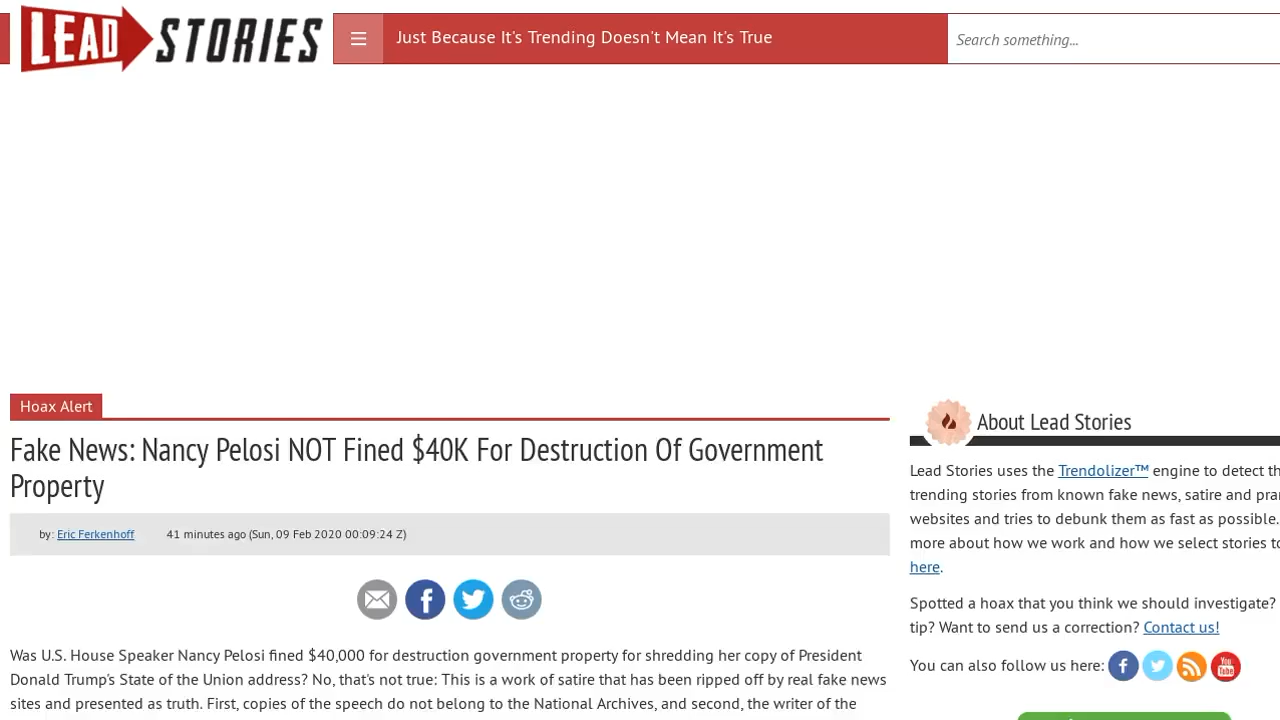 LEAD STORIES
Just Because It's Trending Doesn't Mean It's True
Search something...
Hoax Alert
Fake News: Nancy Pelosi NOT Fined $40K For Destruction Of Government
Property
by: Eric Ferkenhoff 41 minutes ago (Sun, 09 Feb 2020 00:09:24 Z)
Was U.S. House Speaker Nancy Pelosi fined $40,000 for destruction government property for shredding her copy of President
Donald Trump's State of the Union address? No, that's not true: This is a work of satire that has been ripped off by real fake news
sites and presented as truth. First, copies of the speech do not belong to the National Archives, and second, the writer of the
About Lead Stories
Lead Stories uses the Trendolizer™ engine to detect
trending stories from known fake news, satire and
websites and tries to debunk them as fast as possible.
more about how we work and how we select stories
here.
Spotted a hoax that you think we should investigate?
tip? Want to send us a correction? Contact us!
You can also follow us here:
You Tube